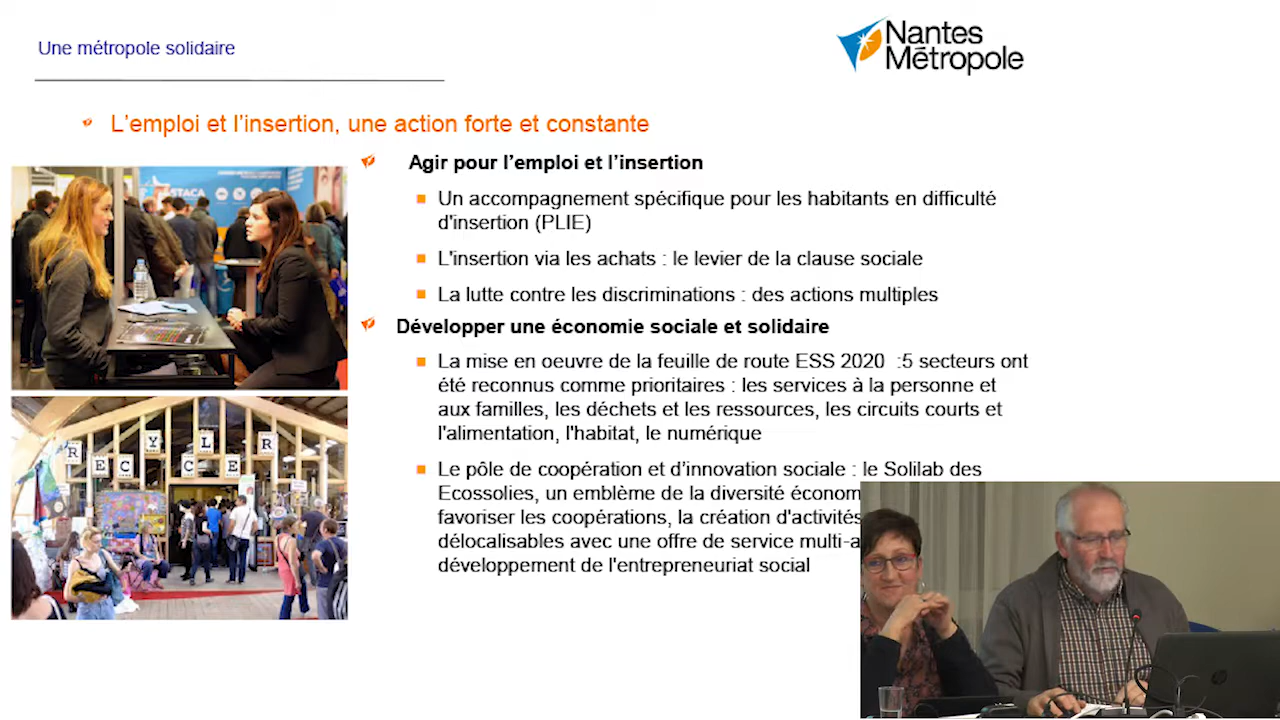 Une métropole solidaire
Nantes
Métropole
L'emploi et l'insertion, une action forte et constante
Agir pour l'emploi et l'insertion
Un accompagnement spécifique pour les habitants en difficulté
d'insertion (PLIE)
L'insertion via les achats : le levier de la clause sociale
La lutte contre les discriminations : des actions multiples
Développer une économie sociale et solidaire
La mise en oeuvre de la feuille de route ESS 2020 :5 secteurs ont
été reconnus comme prioritaires : les services à la personne et
aux familles, les déchets et les ressources, les circuits courts et
l'alimentation, l'habitat, le numérique
Le pôle de coopération et d'innovation sociale : le Solilab des
Ecossolies, un emblème de la diversité économ
favoriser les coopérations, la création d'activités
délocalisables avec une offre de service multi-a
développement de l'entrepreneuriat social
STACA
RECYCLER